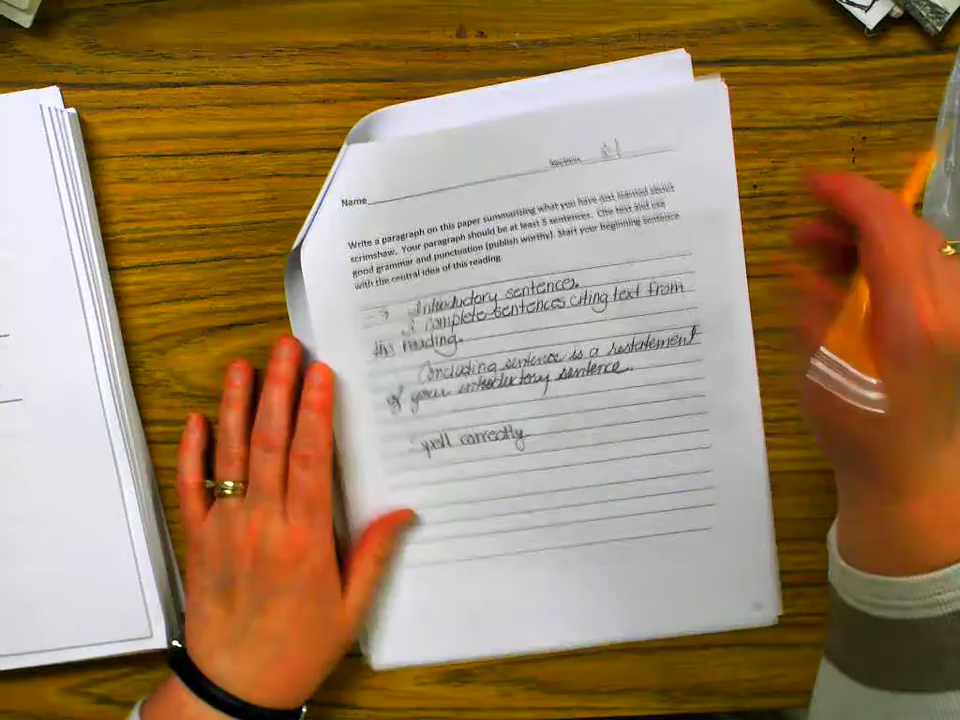 Name
Write a paragraph on this paper summarizing what you have just learned about
scrimshaw. Your paragraph should be at least 5 sentences. Cite text and use
good grammar and punctuation (publish worthy). Start your beginning sentence
with the central idea of this reading.
Introductory sentence.
complete sentences citing text from
this reading.
Concluding sentence is a restatement
of your introductory sentence.
spell correctly